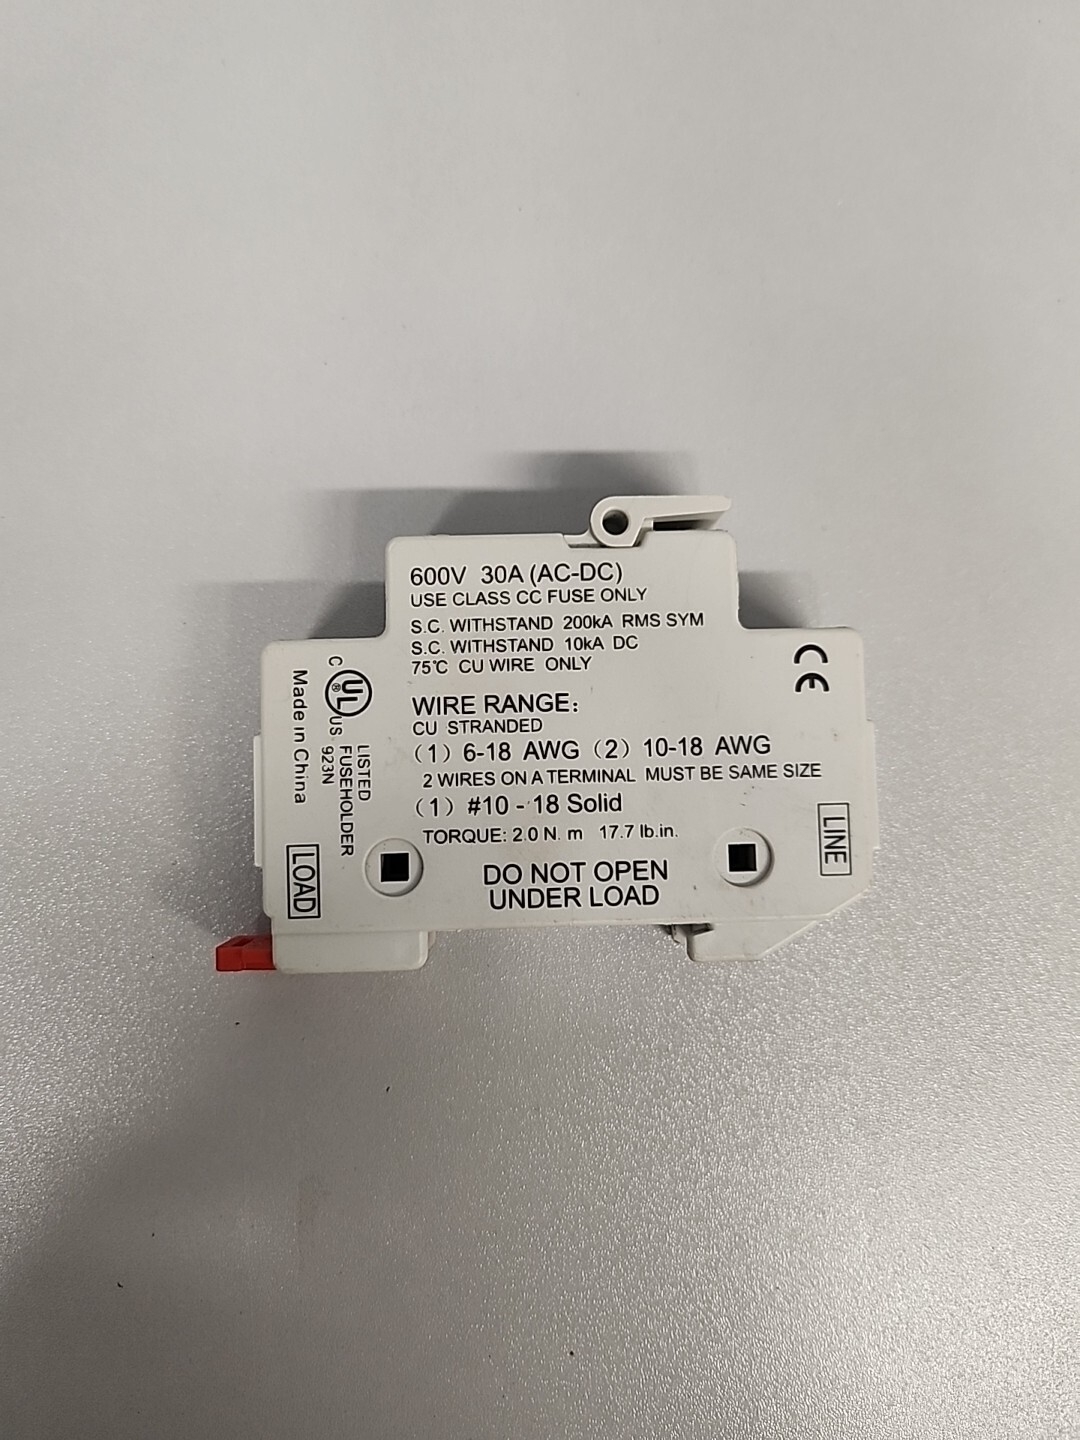 600V 30A (AC-DC)
USE CLASS CC FUSE ONLY
S.C. WITHSTAND 200kA RMS SYM
S.C. WITHSTAND 10kA DC
75℃ CU WIRE ONLY
WIRE RANGE:
CU STRANDED
(1) 6-18 AWG (2) 10-18 AWG
2 WIRES ON A TERMINAL MUST BE SAME SIZE
(1) #10 - 18 Solid
TORQUE: 2.0 N. m 17.7 lb.in.
DO NOT OPEN
UNDER LOAD
CE
LINE
C UL ® US
LISTED
FUSEHOLDER
923N
Made in China
LOAD